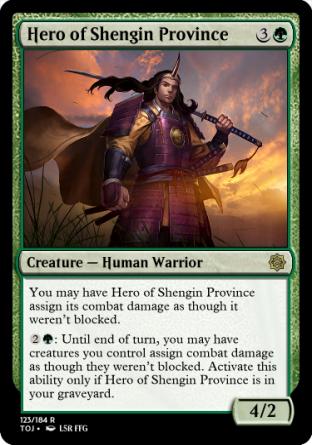 Hero of Shengin Province 3
Creature — Human Warrior
You may have Hero of Shengin Province
assign its combat damage as though it
weren't blocked.
2 : Until end of turn, you may have
creatures you control assign combat damage
as though they weren't blocked. Activate this
ability only if Hero of Shengin Province is in
your graveyard.
4/2
123/184 R
TOJ • LSR FFG